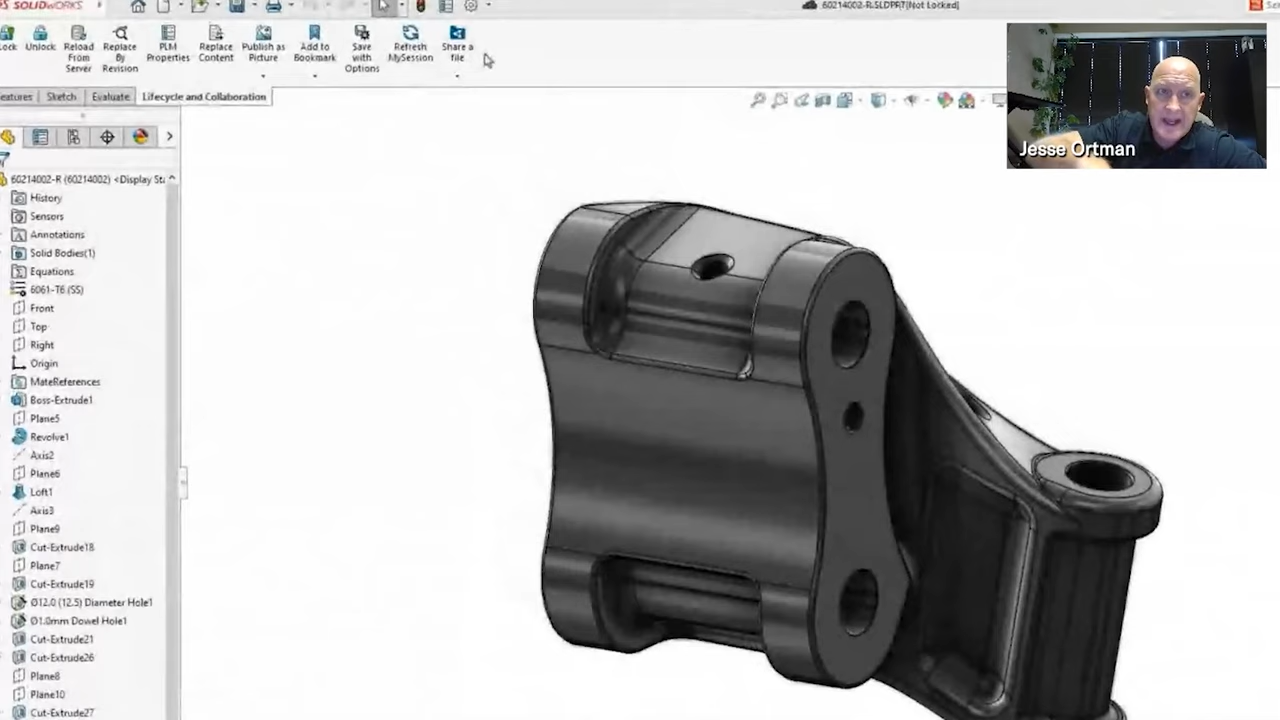 SOLIDWORKS
60214002-R.SLDPRT[Not Locked]
Lock
Unlock
Reload From Server
Replace By Revision
PLM Properties
Replace Content
Publish as Picture
Add to Bookmark
Save with Options
Refresh MySession
Share a file
eatures
Sketch
Evaluate
Lifecycle and Collaboration
Jesse Ortman
60214002-R (60214002) <Display Sta
History
Sensors
Annotations
Solid Bodies(1)
Equations
6061-T6 (SS)
Front
Top
Right
Origin
MateReferences
Boss-Extrude1
Plane5
Revolve1
Axis2
Plane6
Loft1
Axis3
Plane9
Cut-Extrude18
Plane7
Cut-Extrude19
Ø12.0 (12.5) Diameter Hole1
Ø1.0mm Dowel Hole1
Cut-Extrude21
Cut-Extrude26
Plane8
Plane10
Cut-Extrude27